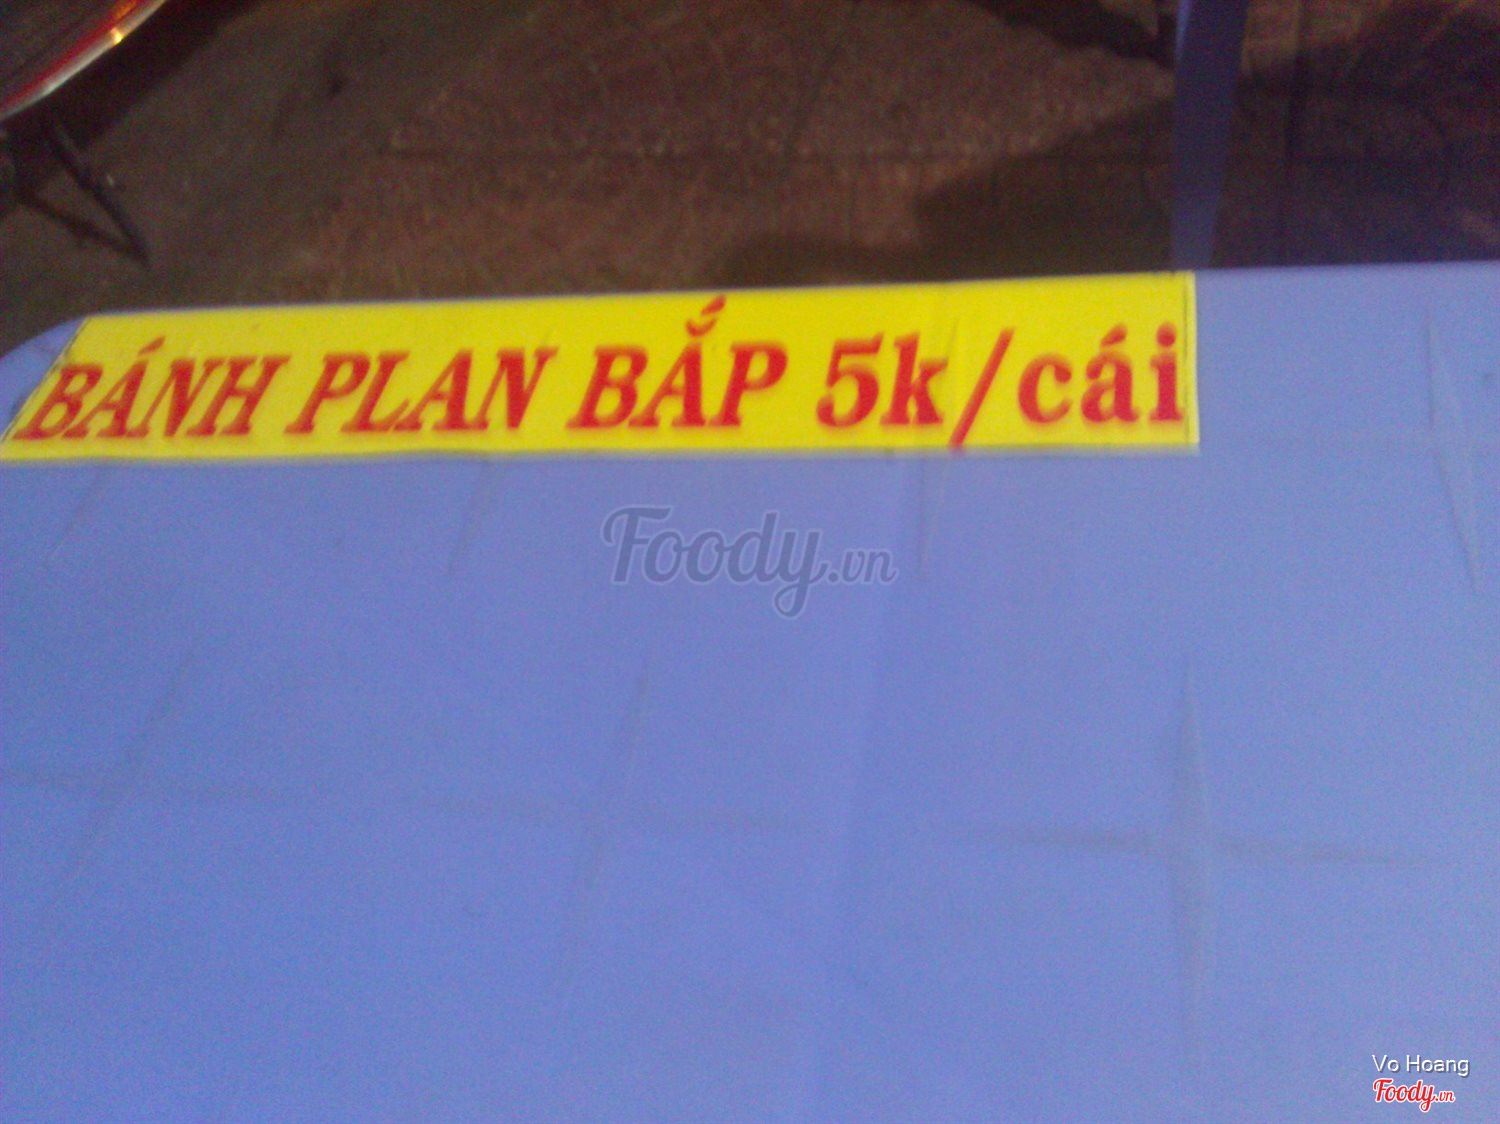 BÁNH PLAN BẮP 5k/cái
Foody.vn
Vo Hoang
Foody.vn